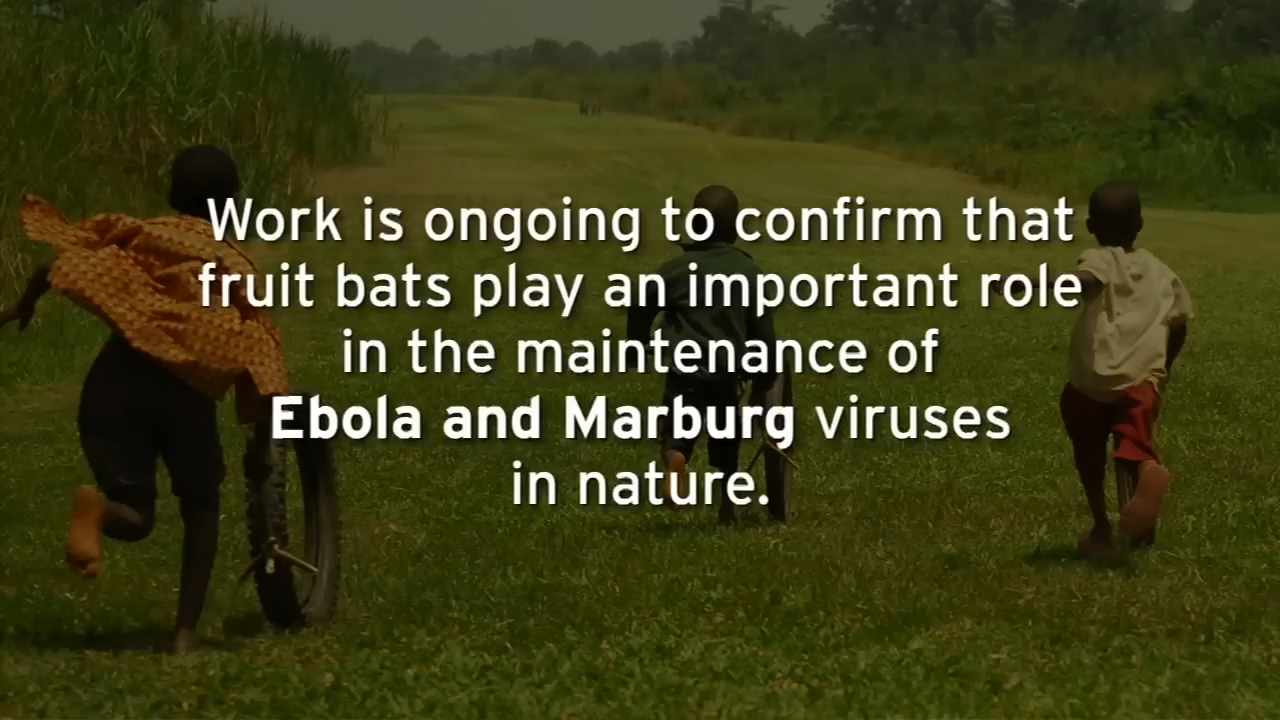 Work is ongoing to confirm that
fruit bats play an important role
in the maintenance of
Ebola and Marburg viruses
in nature.